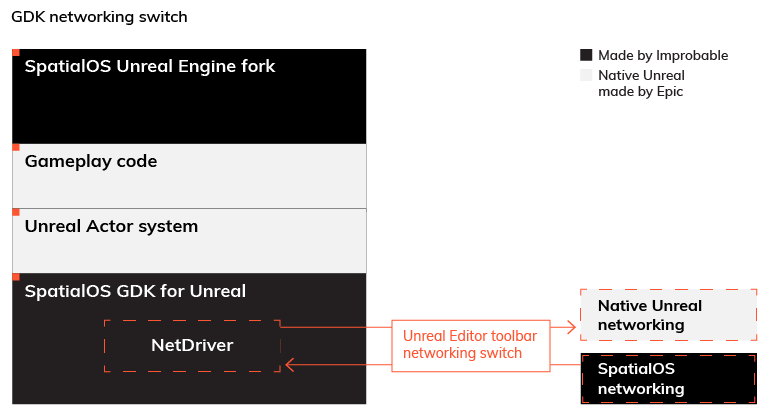 GDK networking switch
SpatialOS Unreal Engine fork
Gameplay code
Unreal Actor system
SpatialOS GDK for Unreal
NetDriver
Unreal Editor toolbar
networking switch
Made by Improbable
Native Unreal
made by Epic
Native Unreal
networking
SpatialOS
networking